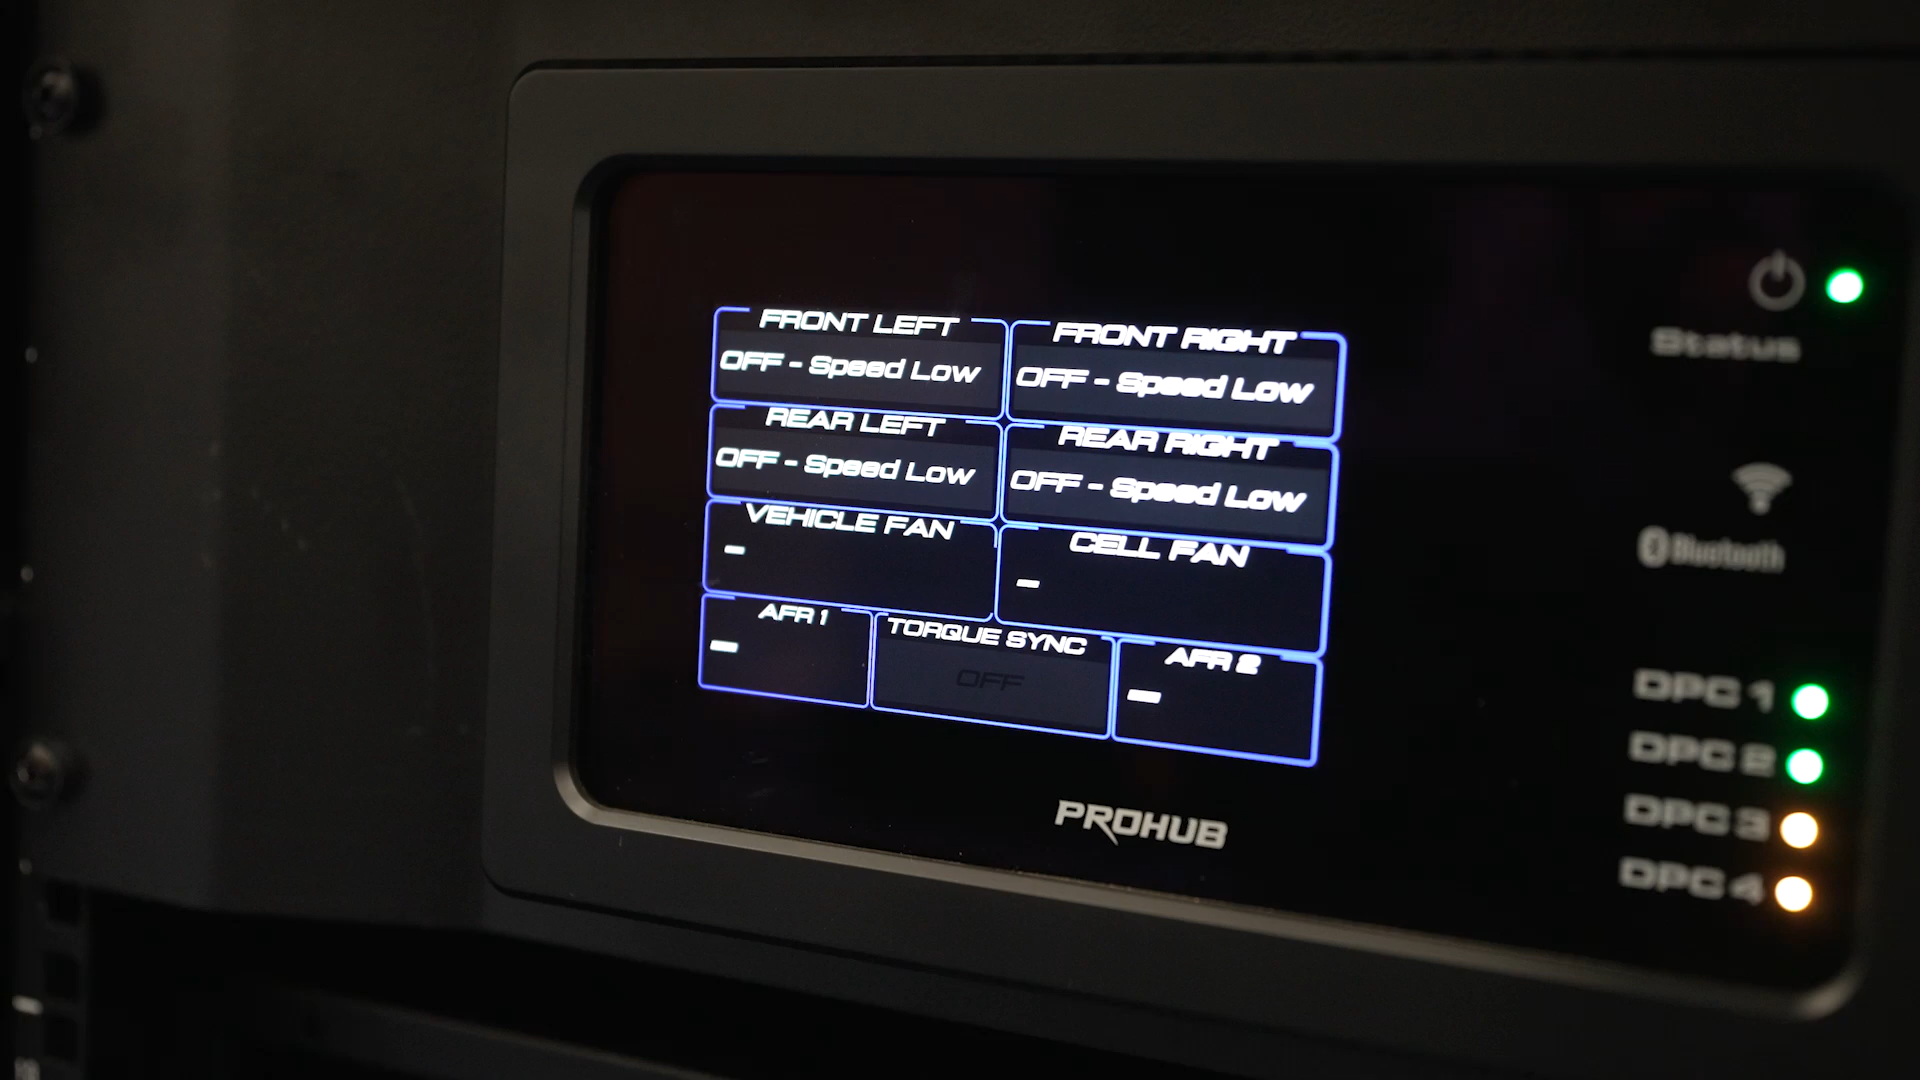 FRONT LEFT
OFF - Speed Low
FRONT RIGHT
OFF - Speed Low
REAR LEFT
OFF - Speed Low
REAR RIGHT
OFF - Speed Low
VEHICLE FAN
-
CELL FAN
-
AFR 1
-
TORQUE SYNC
OFF
AFR 2
-
PROHUB
Status
Bluetooth
DPC 1
DPC 2
DPC 3
DPC 4